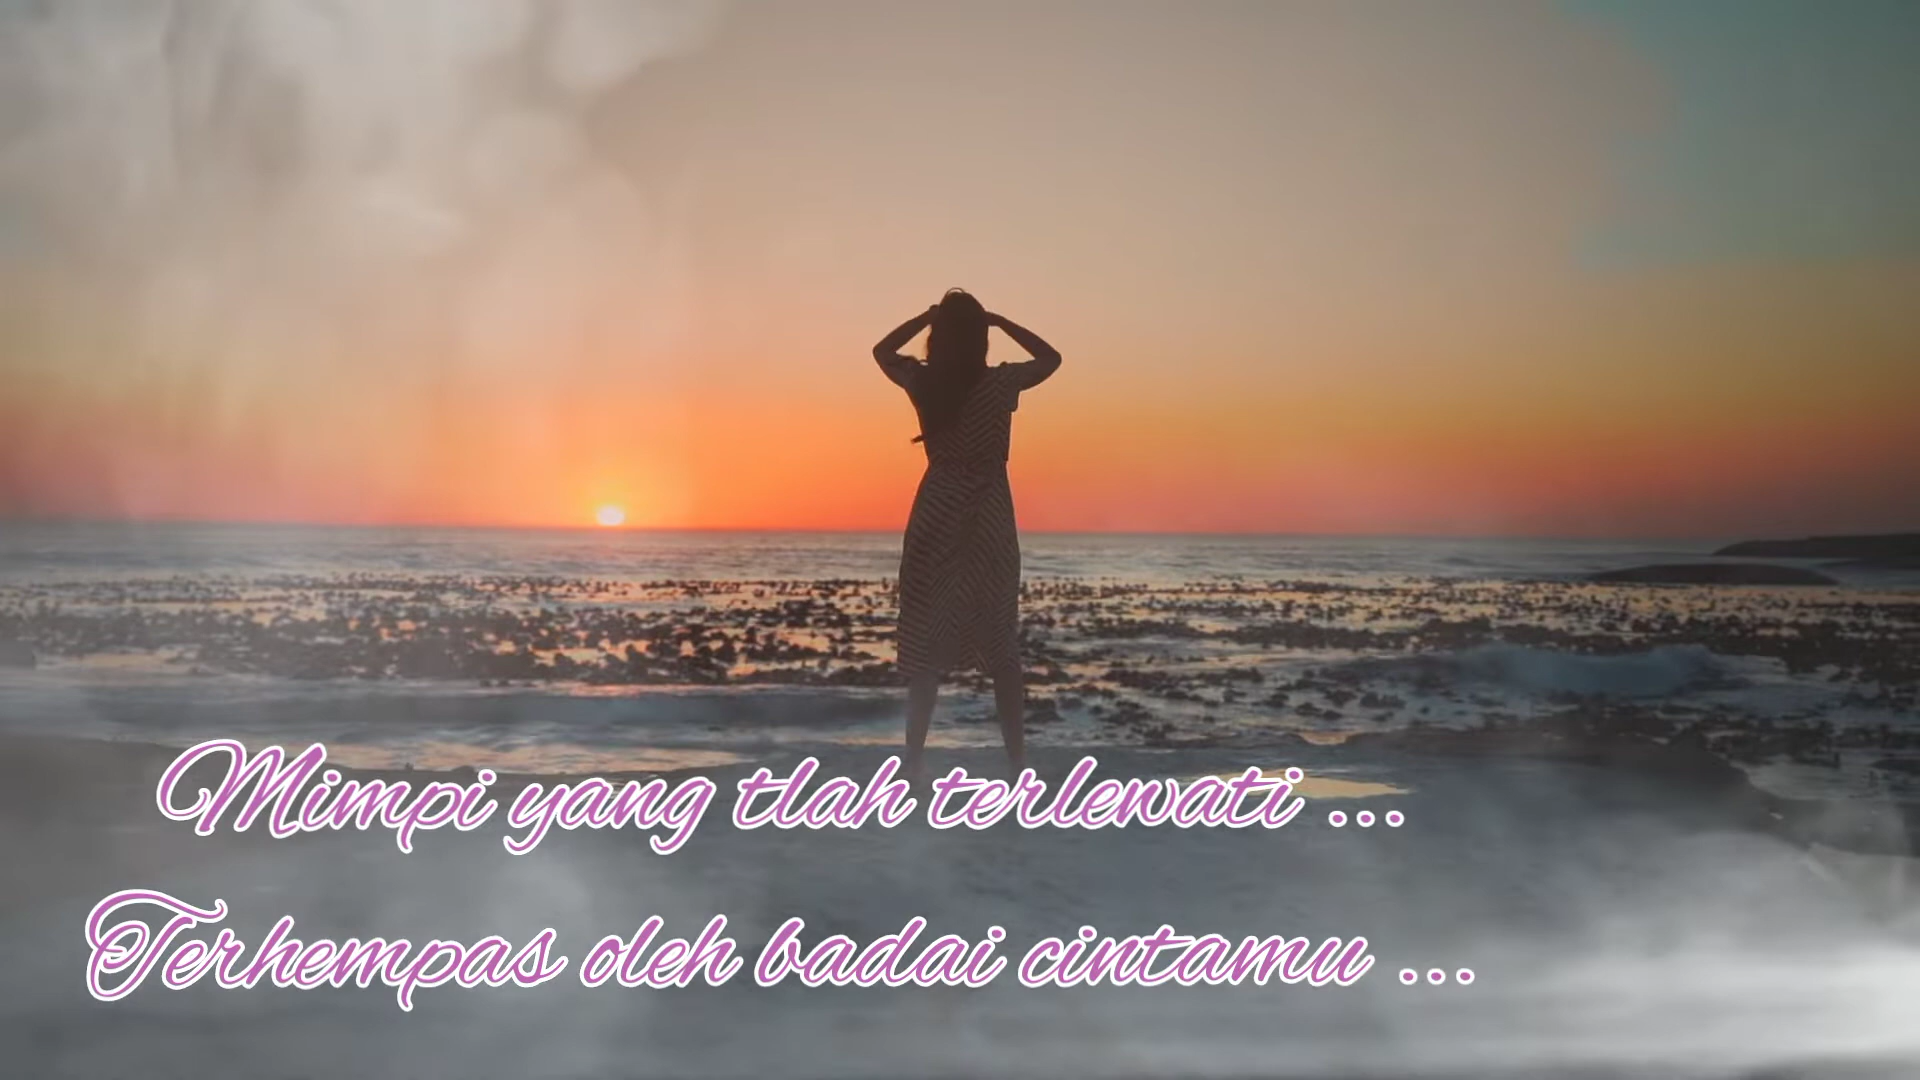 Mimpi yang tlah terlewati ...
Terhempas oleh badai cintamu ...